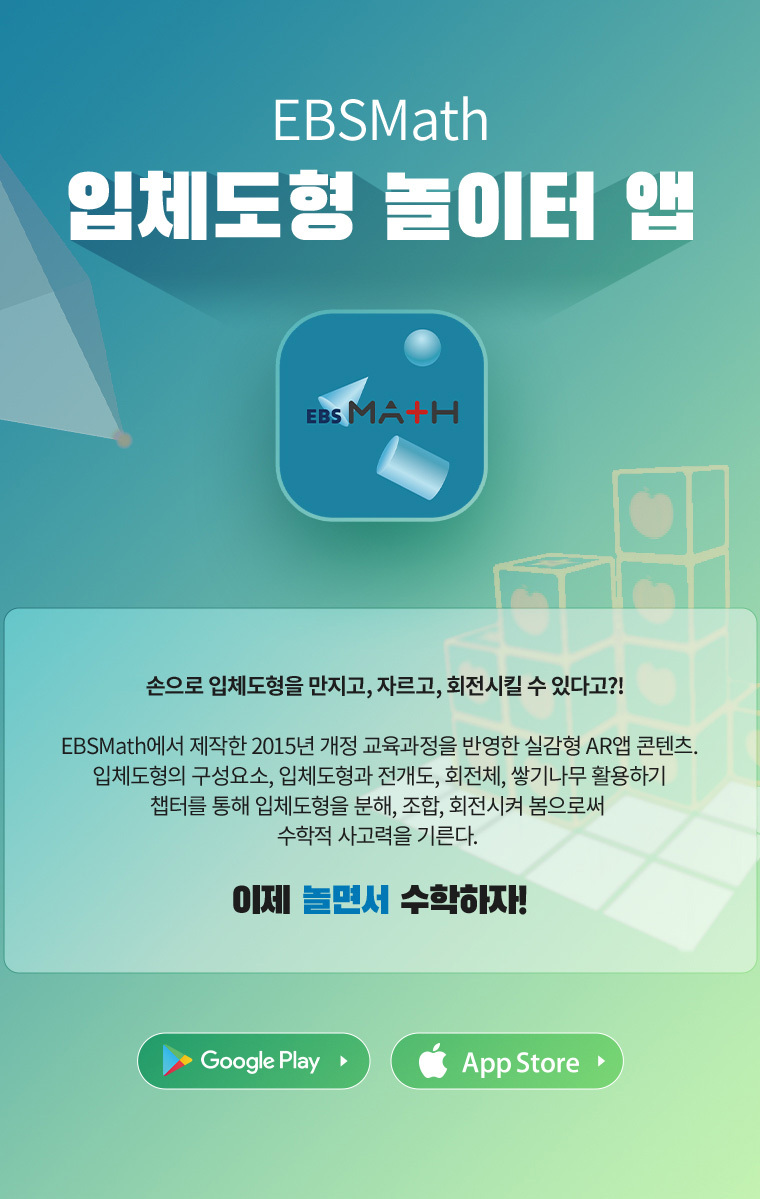 EBSMath
입체도형 놀이터 앱
EBS MATH
손으로 입체도형을 만지고, 자르고, 회전시킬 수 있다고?!
EBSMath에서 제작한 2015년 개정 교육과정을 반영한 실감형 AR앱 콘텐츠.
입체도형의 구성요소, 입체도형과 전개도, 회전체, 쌓기나무 활용하기
챕터를 통해 입체도형을 분해, 조합, 회전시켜 봄으로써
수학적 사고력을 기른다.
이제 놀면서 수학하자!
Google Play
App Store